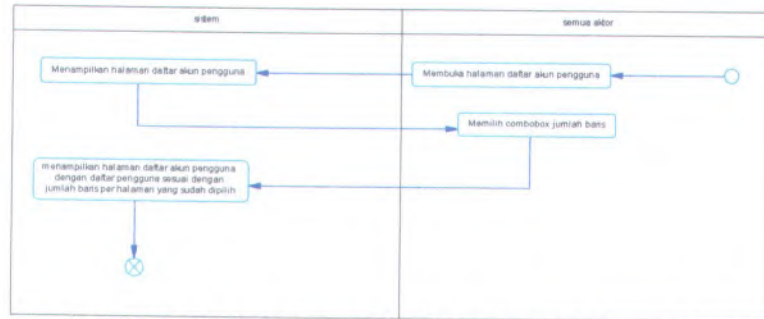 sistem
semua aktor
Menampilkan halaman daftar akun pengguna
Membuka halaman daftar akun pengguna
Memilih combobox jumlah baris
menampilkan halaman daftar akun pengguna
dengan daftar pengguna sesuai dengan
jumlah baris per halaman yang sudah dipilih